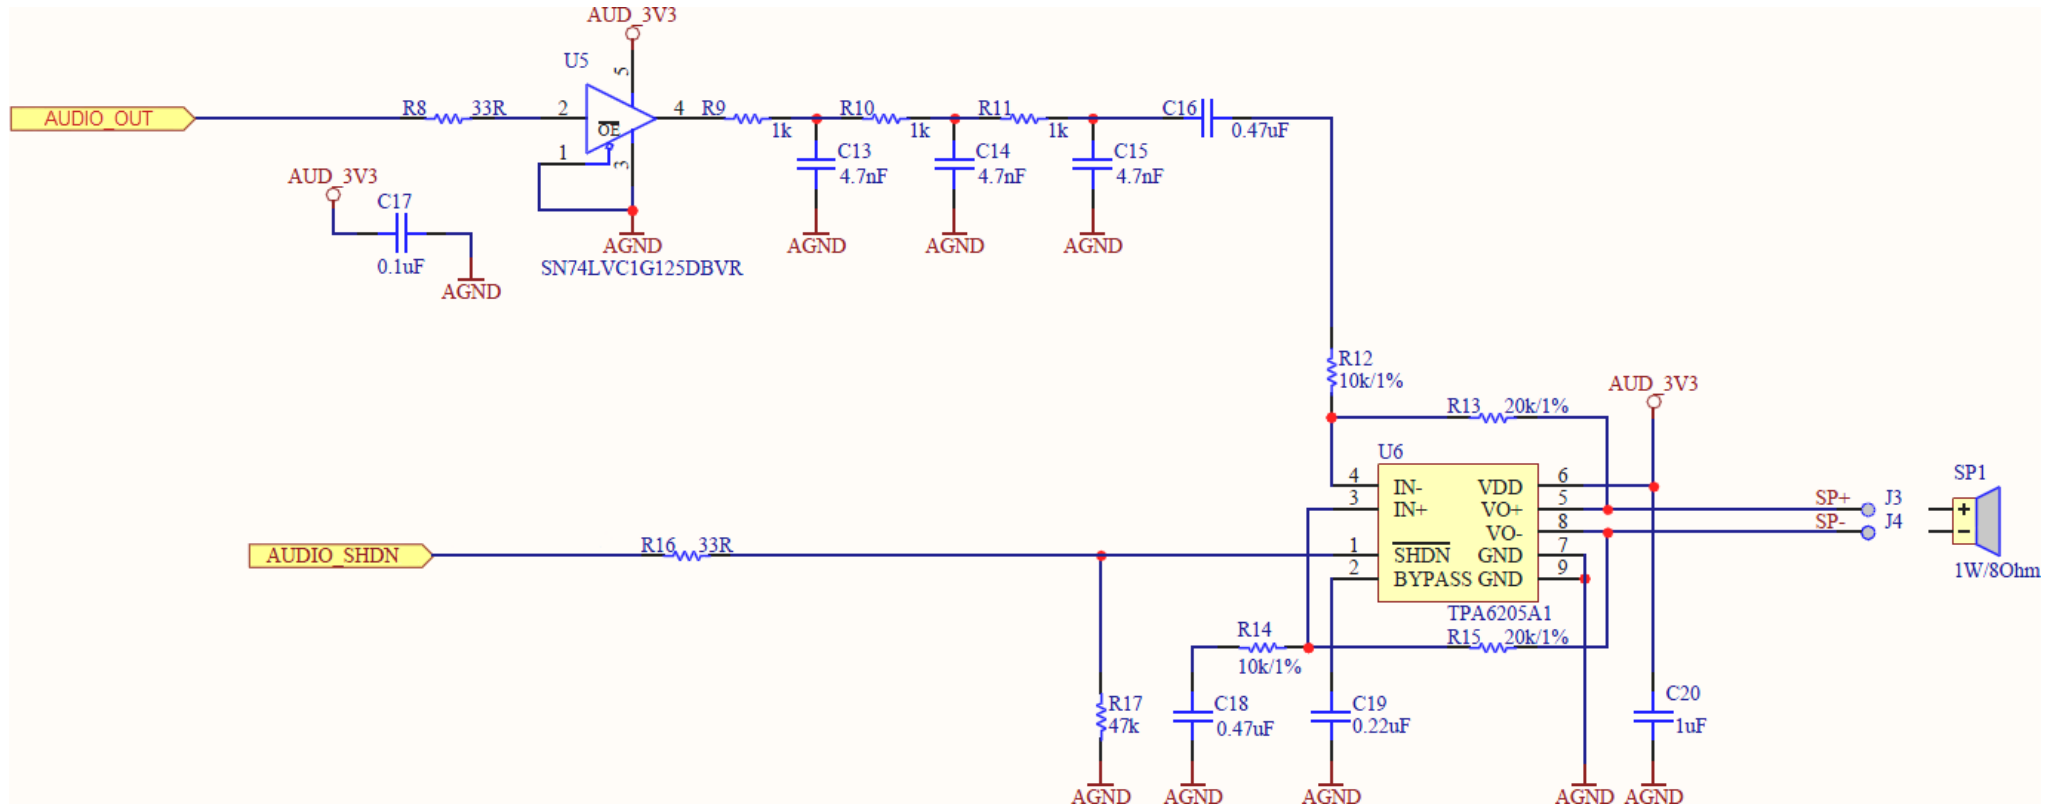 AUD_3V3
U5
5
AUDIO_OUT
R8 33R
2
4
R9
1k
R10
1k
R11
1k
C16
0.47uF
OE
1
3
C13
4.7nF
C14
4.7nF
C15
4.7nF
AUD_3V3
C17
0.1uF
AGND
AGND
AGND
AGND
AGND
SN74LVC1G125DBVR
R12
10k/1%
AUD_3V3
R13 20k/1%
U6
4 IN- VDD 6
3 IN+ VO+ 5
VO- 8
1 SHDN GND 7
2 BYPASS GND 9
TPA6205A1
SP+ J3
SP- J4
SP1
+
−
1W/8Ohm
AUDIO_SHDN
R16 33R
R14
10k/1%
R15 20k/1%
R17
47k
C18
0.47uF
C19
0.22uF
C20
1uF
AGND
AGND
AGND
AGND
AGND